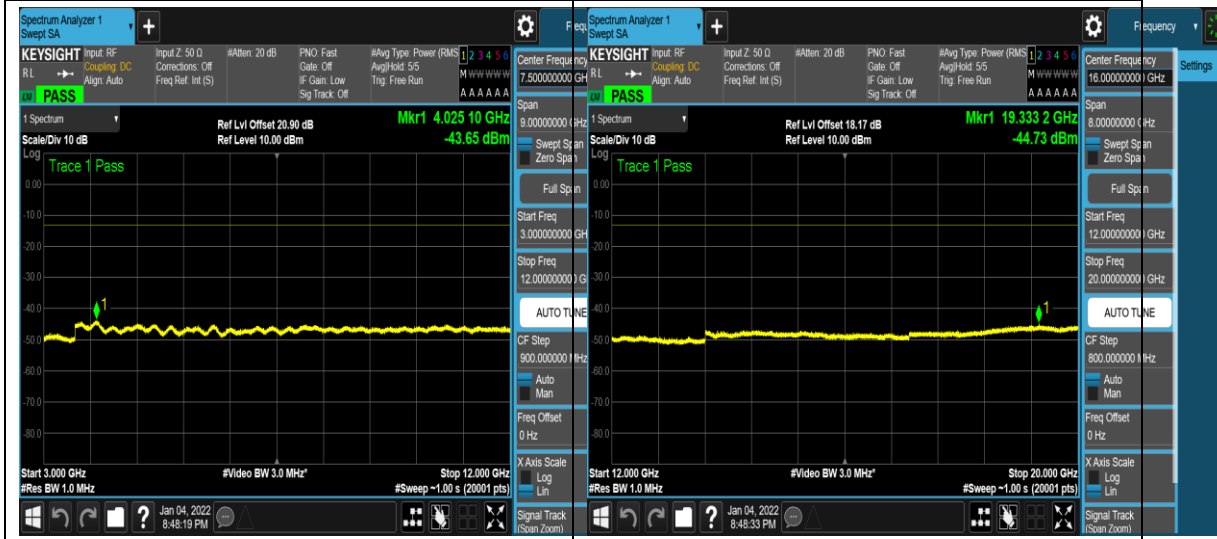 Spectrum Analyzer 1
Swept SA
+
Frequ
KEYSIGHT
RL
Input: RF
Coupling: DC
Align: Auto
Input Z: 50 Ω
Corrections: Off
Freq Ref: Int (S)
#Atten: 20 dB
PNO: Fast
Gate: Off
IF Gain: Low
Sig Track: Off
#Avg Type: Power (RMS
Avg|Hold: 5/5
Trig: Free Run
1 2 3 4 5 6
M W W W W W
A A A A A A
PASS
1 Spectrum
Scale/Div 10 dB
Log
Ref Lvl Offset 20.90 dB
Ref Level 10.00 dBm
Mkr1 4.025 10 GHz
-43.65 dBm
Trace 1 Pass
0.00
-10.0
-20.0
-30.0
-40.0
-50.0
-60.0
-70.0
-80.0
1
Start 3.000 GHz
#Res BW 1.0 MHz
#Video BW 3.0 MHz*
Stop 12.000 GHz
#Sweep ~1.00 s (20001 pts)
Jan 04, 2022
8:48:19 PM
?
Center Frequency
7.50000000 GH
Span
9.00000000 GHz
Swept Span
Zero Span
Full Span
Start Freq
3.000000000 GH
Stop Freq
12.00000000 G
AUTO TUNE
CF Step
900.000000 MHz
Auto
Man
Freq Offset
0 Hz
X Axis Scale
Log
Lin
Signal Track
(Span Zoom)
Spectrum Analyzer 1
Swept SA
+
Frequency
Settings
KEYSIGHT
RL
Input: RF
Coupling: DC
Align: Auto
Input Z: 50 Ω
Corrections: Off
Freq Ref: Int (S)
#Atten: 20 dB
PNO: Fast
Gate: Off
IF Gain: Low
Sig Track: Off
#Avg Type: Power (RMS
Avg|Hold: 5/5
Trig: Free Run
1 2 3 4 5 6
M W W W W W
A A A A A A
PASS
1 Spectrum
Scale/Div 10 dB
Log
Ref Lvl Offset 18.17 dB
Ref Level 10.00 dBm
Mkr1 19.333 2 GHz
-44.73 dBm
Trace 1 Pass
0.00
-10.0
-20.0
-30.0
-40.0
-50.0
-60.0
-70.0
-80.0
1
Start 12.000 GHz
#Res BW 1.0 MHz
#Video BW 3.0 MHz*
Stop 20.000 GHz
#Sweep ~1.00 s (20001 pts)
Jan 04, 2022
8:48:33 PM
?
Center Frequency
16.00000000 GHz
Span
8.00000000 GHz
Swept Span
Zero Span
Full Span
Start Freq
12.00000000 GHz
Stop Freq
20.00000000 GHz
AUTO TUNE
CF Step
800.000000 MHz
Auto
Man
Freq Offset
0 Hz
X Axis Scale
Log
Lin
Signal Track
(Span Zoom)